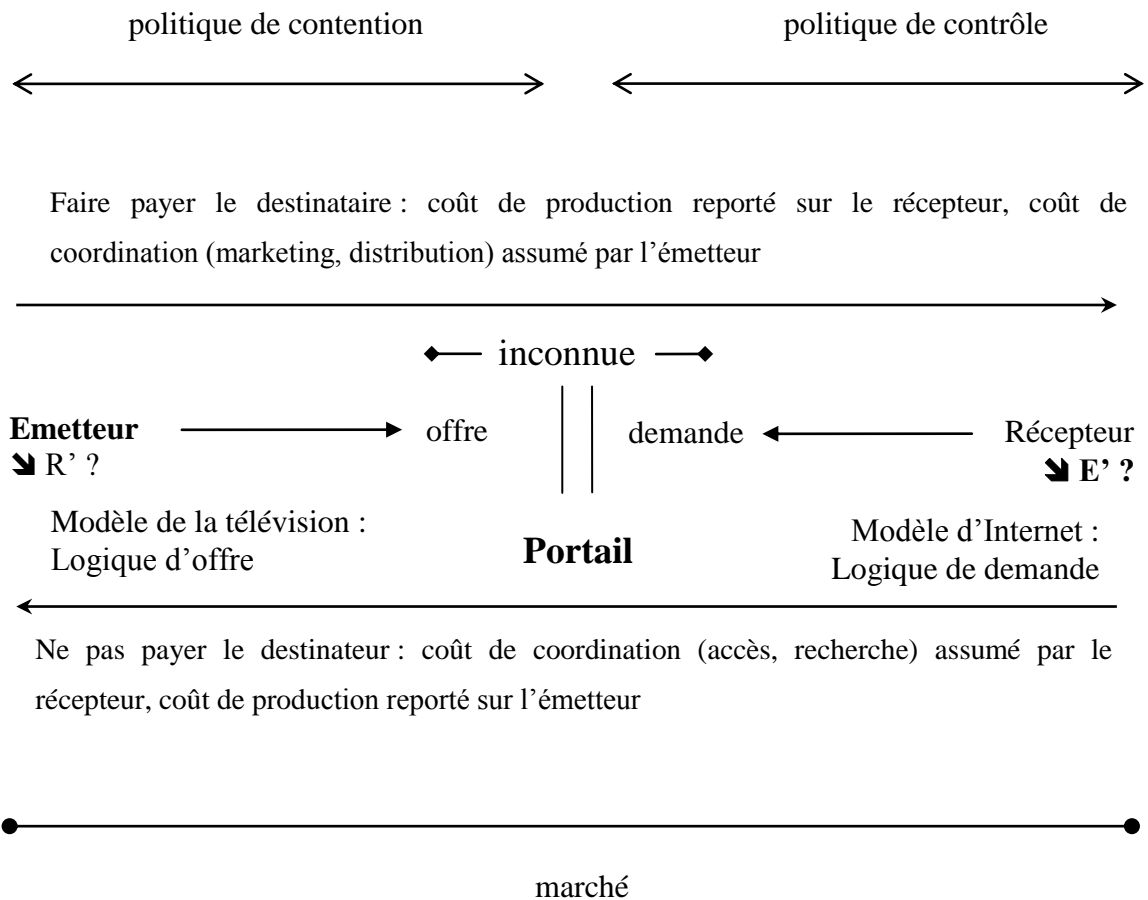 politique de contention politique de contrôle
Faire payer le destinataire : coût de production reporté sur le récepteur, coût de
coordination (marketing, distribution) assumé par l’émetteur
inconnue
Emetteur offre demande Récepteur
R’ ? E’ ?
Modèle de la télévision :
Logique d’offre
Portail
Modèle d’Internet :
Logique de demande
Ne pas payer le destinateur : coût de coordination (accès, recherche) assumé par le
récepteur, coût de production reporté sur l’émetteur
marché